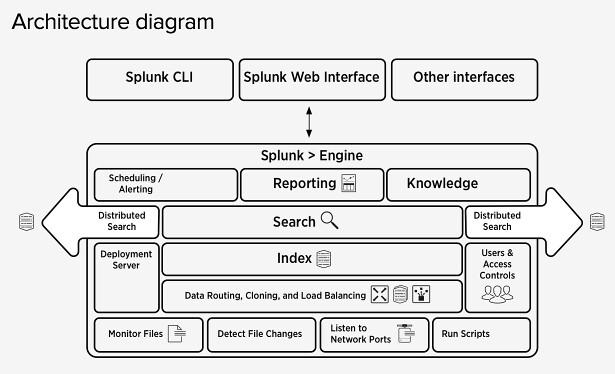 Architecture diagram
Splunk CLI
Splunk Web Interface
Other interfaces
Splunk > Engine
Scheduling /
Alerting
Reporting
Knowledge
Distributed
Search
Search
Distributed
Search
Deployment
Server
Index
Users &
Access
Controls
Data Routing, Cloning, and Load Balancing
Monitor Files
Detect File Changes
Listen to
Network Ports
Run Scripts